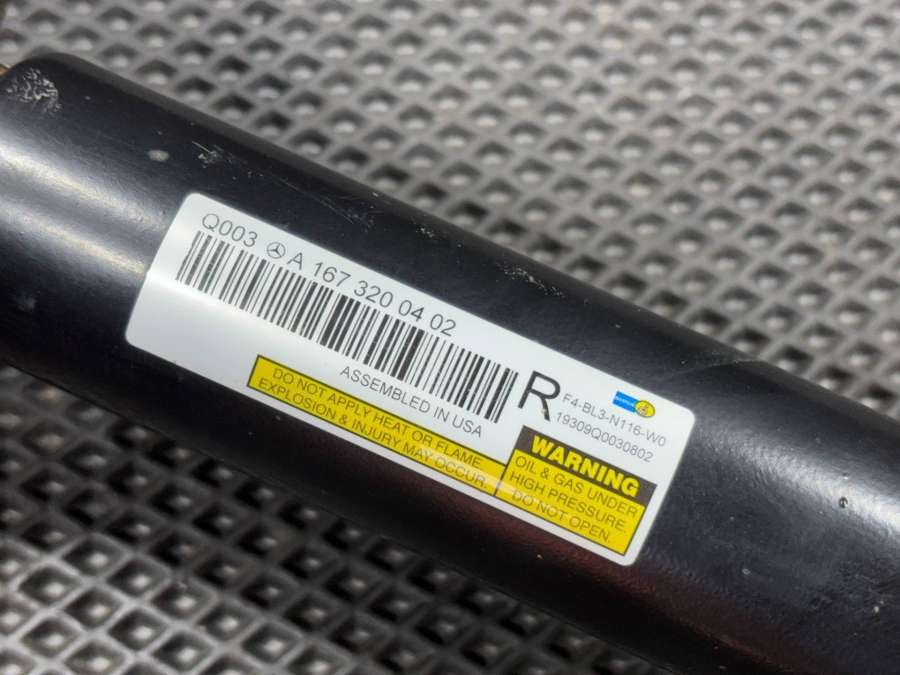 Q003 A 167 320 04 02
ASSEMBLED IN USA
R
F4-BL3-N116-W0
19309Q0030802
DO NOT APPLY HEAT OR FLAME.
EXPLOSION & INJURY MAY OCCUR.
WARNING
OIL & GAS UNDER
HIGH PRESSURE.
DO NOT OPEN.